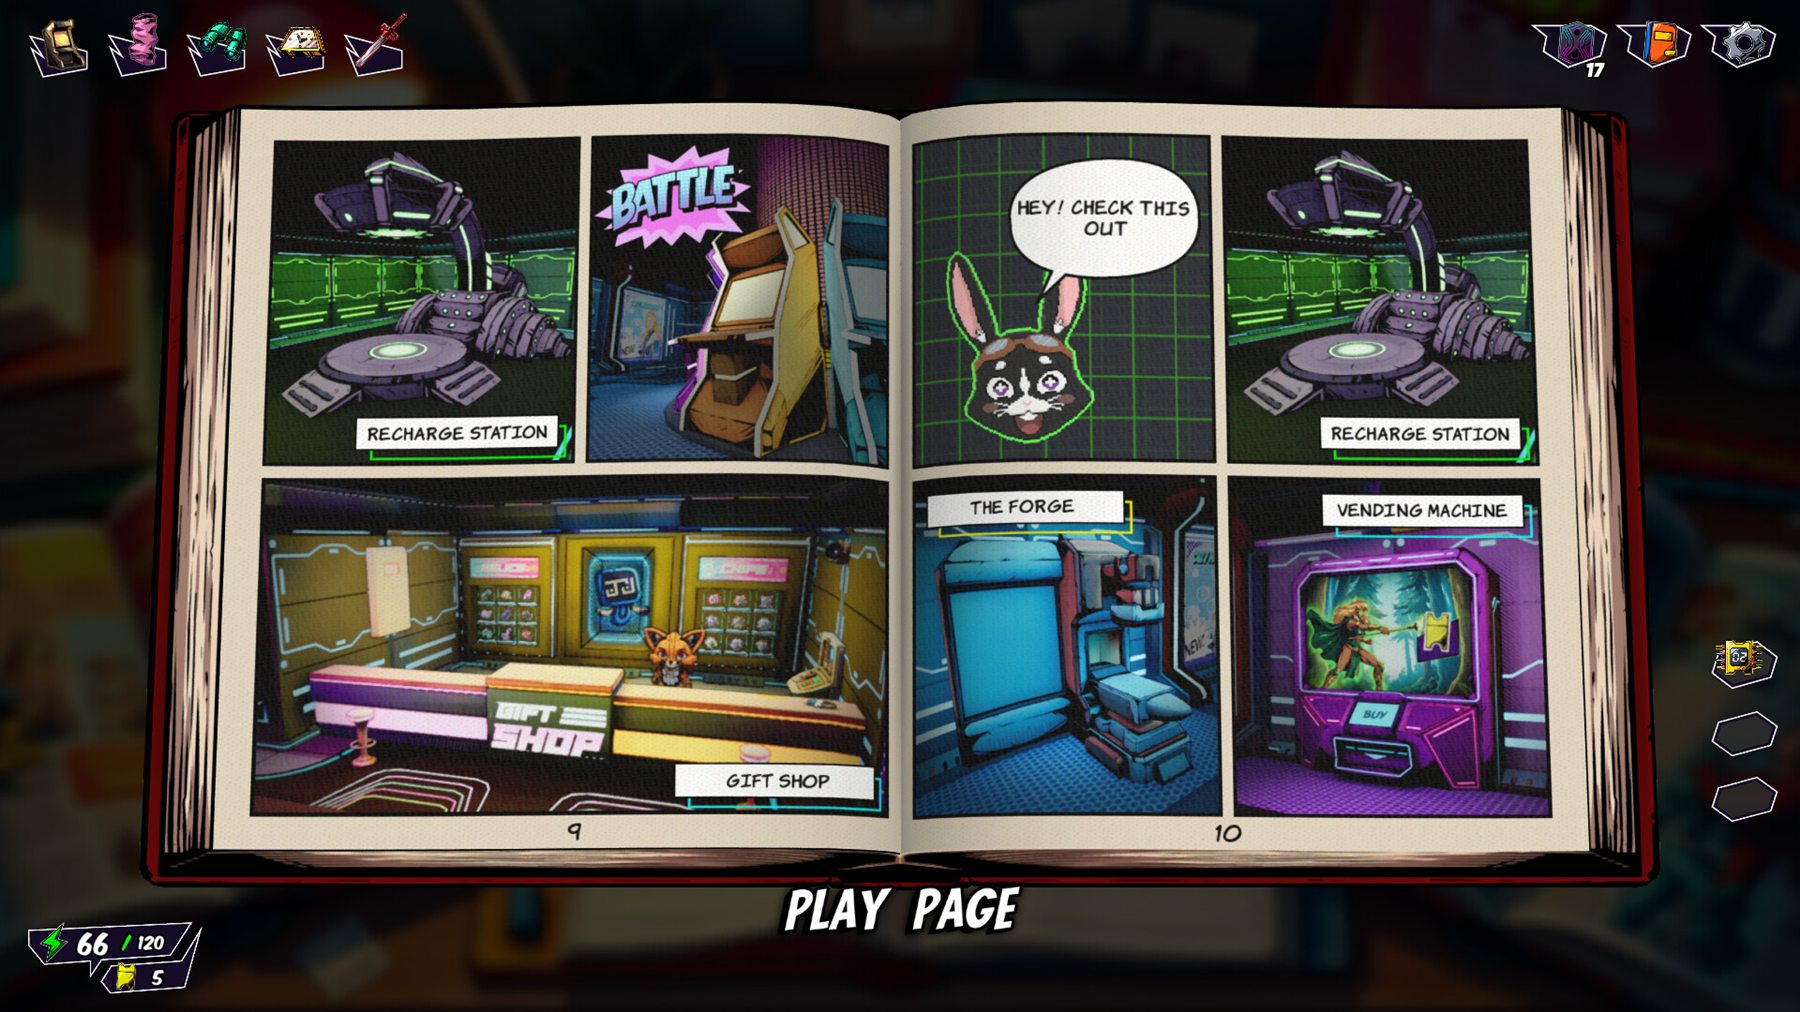 17
BATTLE
HEY! CHECK THIS
OUT
RECHARGE STATION
RECHARGE STATION
THE FORGE
VENDING MACHINE
CHIPS
GIFT
SHOP
BUY
GIFT SHOP
9
10
PLAY PAGE
66 / 120
5